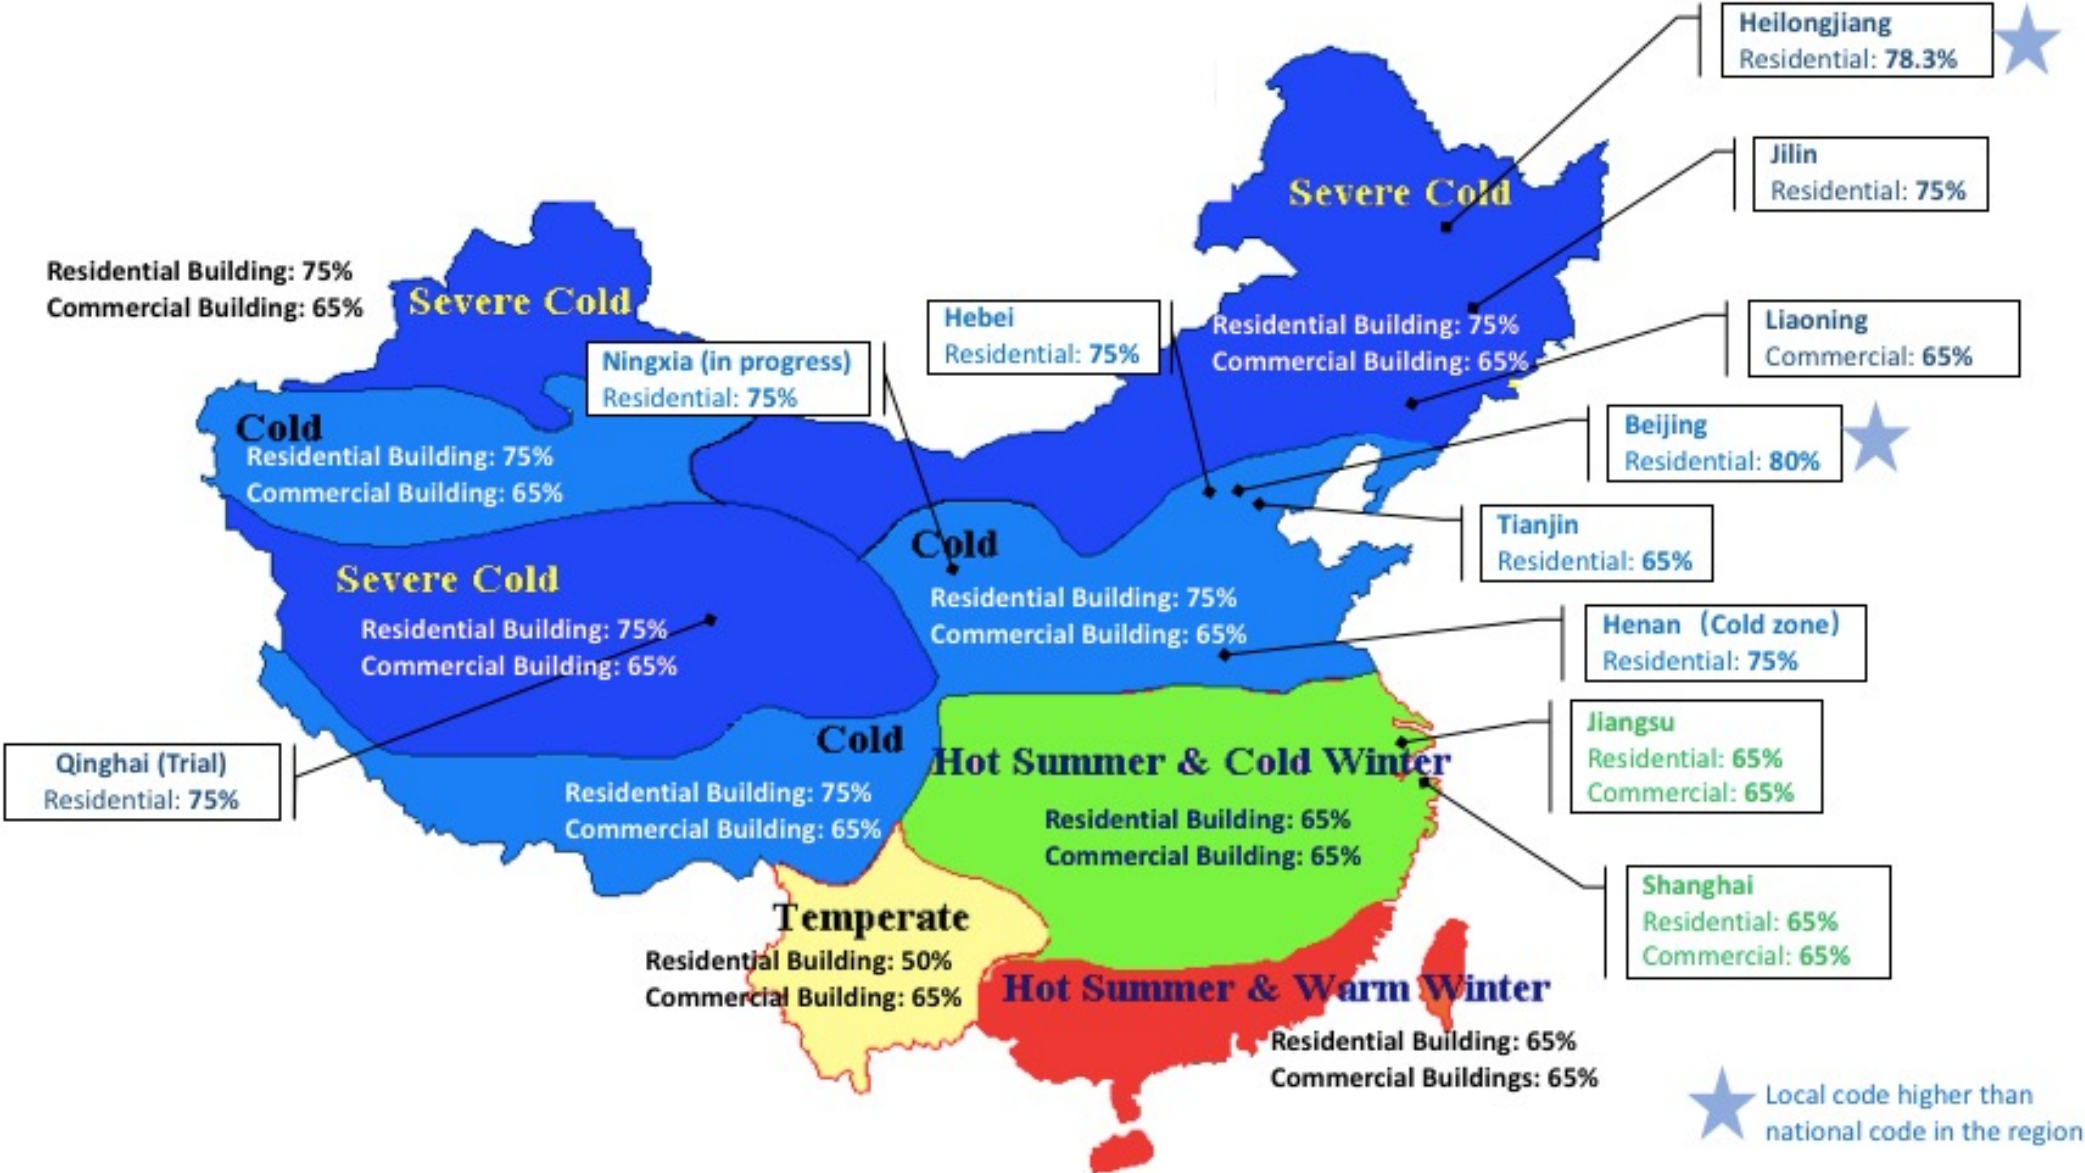 Heilongjiang
Residential: 78.3%
Jilin
Residential: 75%
Severe Cold
Residential Building: 75%
Commercial Building: 65%
Severe Cold
Hebei
Residential: 75%
Residential Building: 75%
Commercial Building: 65%
Liaoning
Commercial: 65%
Ningxia (in progress)
Residential: 75%
Beijing
Residential: 80%
Cold
Residential Building: 75%
Commercial Building: 65%
Tianjin
Residential: 65%
Cold
Residential Building: 75%
Commercial Building: 65%
Severe Cold
Residential Building: 75%
Commercial Building: 65%
Henan (Cold zone)
Residential: 75%
Jiangsu
Residential: 65%
Commercial: 65%
Qinghai (Trial)
Residential: 75%
Cold
Residential Building: 75%
Commercial Building: 65%
Hot Summer & Cold Winter
Residential Building: 65%
Commercial Building: 65%
Shanghai
Residential: 65%
Commercial: 65%
Temperate
Residential Building: 50%
Commercial Building: 65%
Hot Summer & Warm Winter
Residential Building: 65%
Commercial Buildings: 65%
Local code higher than
national code in the region